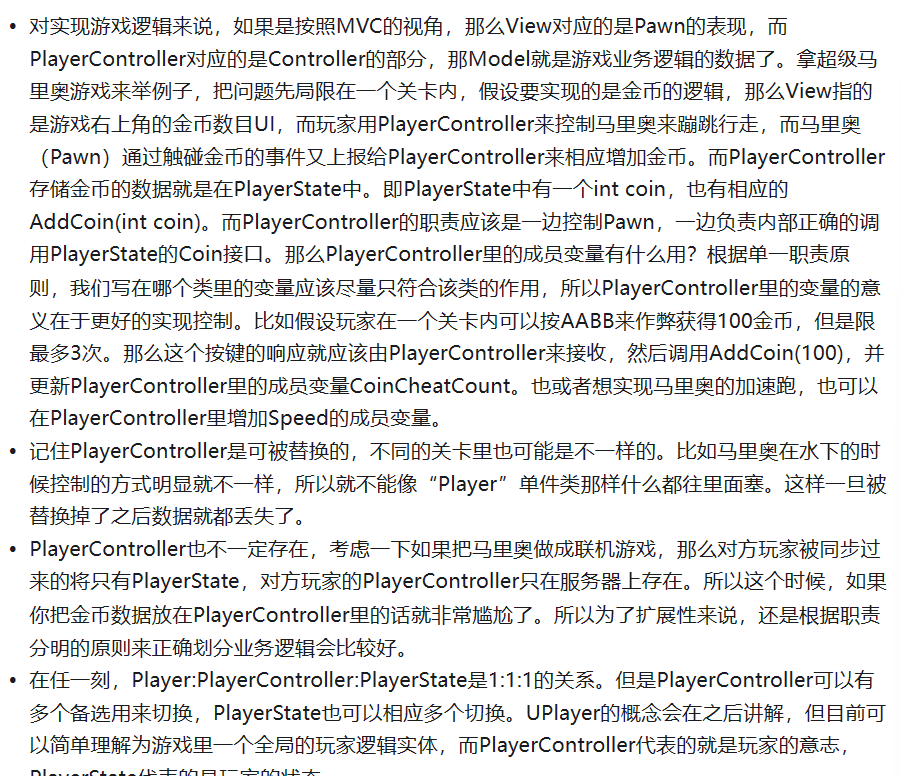 • 对实现游戏逻辑来说，如果是按照MVC的视角，那么View对应的是Pawn的表现，而
PlayerController对应的是Controller的部分，那Model就是游戏业务逻辑的数据了。拿超级马
里奥游戏来举例子，把问题先局限在一个关卡内，假设要实现的是金币的逻辑，那么View指的
是游戏右上角的金币数目UI，而玩家用PlayerController来控制马里奥来蹦跳行走，而马里奥
（Pawn）通过触碰金币的事件又上报给PlayerController来相应增加金币。而PlayerController
存储金币的数据就是在PlayerState中。即PlayerState中有一个int coin，也有相应的
AddCoin(int coin)。而PlayerController的职责应该是一边控制Pawn，一边负责内部正确的调
用PlayerState的Coin接口。那么PlayerController里的成员变量有什么用？根据单一职责原
则，我们写在哪个类里的变量应该尽量只符合该类的作用，所以PlayerController里的变量的意
义在于更好的实现控制。比如假设玩家在一个关卡内可以按AABB来作弊获得100金币，但是限
最多3次。那么这个按键的响应就应该由PlayerController来接收，然后调用AddCoin(100)，并
更新PlayerController里的成员变量CoinCheatCount。也或者想实现马里奥的加速跑，也可以
在PlayerController里增加Speed的成员变量。
• 记住PlayerController是可被替换的，不同的关卡里也可能是不一样的。比如马里奥在水下的时
候控制的方式明显就不一样，所以就不能像“Player”单件类那样什么都往里面塞。这样一旦被
替换掉了之后数据就都丢失了。
• PlayerController也不一定存在，考虑一下如果把马里奥做成联机游戏，那么对方玩家被同步过
来的将只有PlayerState，对方玩家的PlayerController只在服务器上存在。所以这个时候，如果
你把金币数据放在PlayerController里的话就非常尴尬了。所以为了扩展性来说，还是根据职责
分明的原则来正确划分业务逻辑会比较好。
• 在任一刻，Player:PlayerController:PlayerState是1:1:1的关系。但是PlayerController可以有
多个备选用来切换，PlayerState也可以相应多个切换。UPlayer的概念会在之后讲解，但目前可
以简单理解为游戏里一个全局的玩家逻辑实体，而PlayerController代表的就是玩家的意志，
PlayerState代表的是玩家的状态